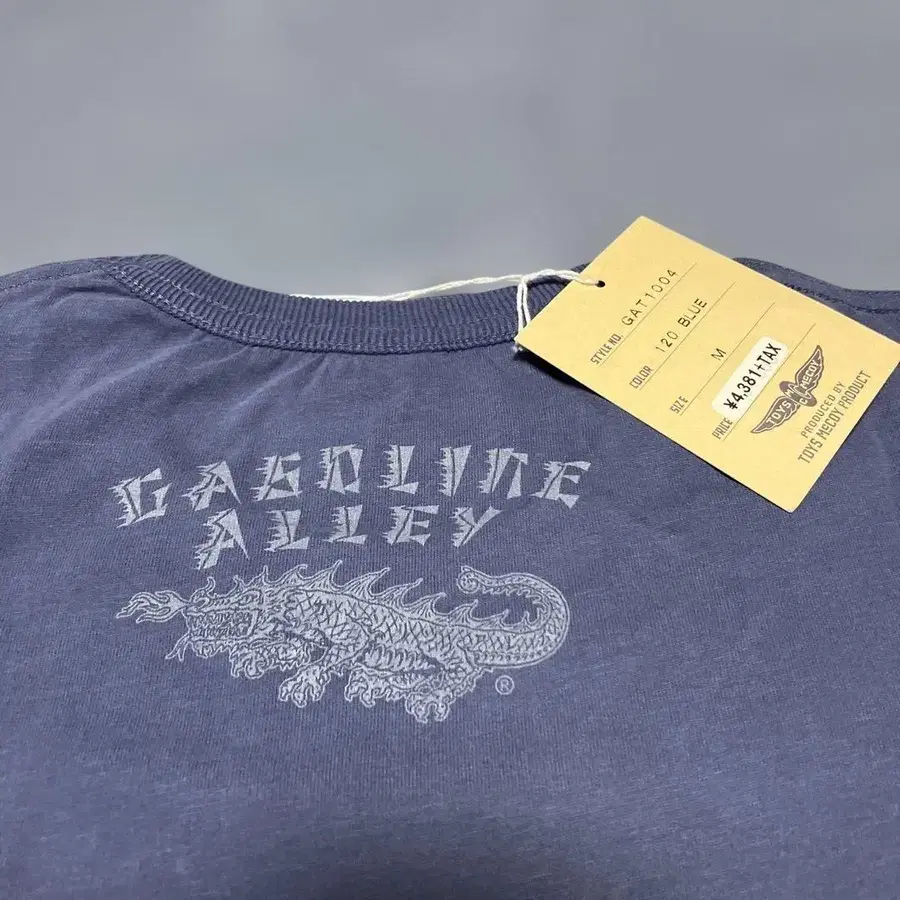 GASOLINE
ALLEY
®
STYLE NO. GAT1004
COLOR 120 BLUE
SIZE M
PRICE ¥4,381+TAX
TOYS McCOY
PRODUCED BY
TOYS McCOY PRODUCT